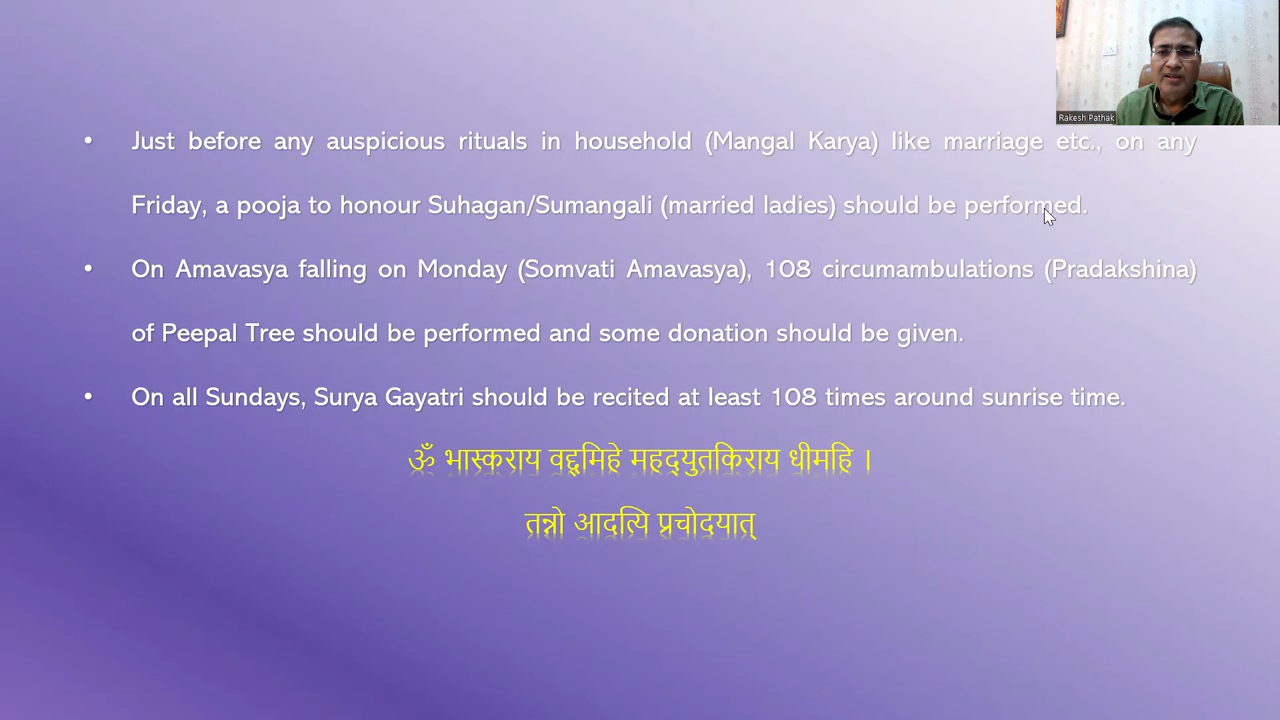 Rakesh Pathak
• Just before any auspicious rituals in household (Mangal Karya) like marriage etc., on any
Friday, a pooja to honour Suhagan/Sumangali (married ladies) should be performed.
• On Amavasya falling on Monday (Somvati Amavasya), 108 circumambulations (Pradakshina)
of Peepal Tree should be performed and some donation should be given.
• On all Sundays, Surya Gayatri should be recited at least 108 times around sunrise time.
ॐ भास्कराय वद्द्मिहे महद्युतकिराय धीमहि ।
तन्नो आदत्यि प्रचोदयात्